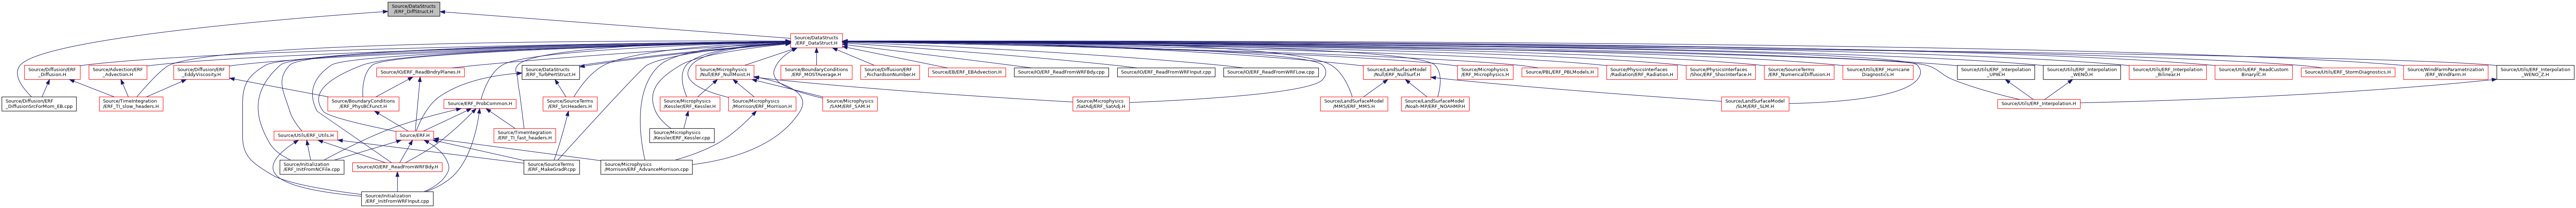 Source/DataStructs
/ERF_DiffStruct.H
Source/DataStructs
/ERF_DataStruct.H
Source/Diffusion/ERF
_Diffusion.H
Source/Advection/ERF
_Advection.H
Source/Diffusion/ERF
_EddyViscosity.H
Source/IO/ERF_ReadBndryPlanes.H
Source/DataStructs
/ERF_TurbPertStruct.H
Source/Microphysics
/Null/ERF_NullMoist.H
Source/BoundaryConditions
/ERF_MOSTAverage.H
Source/Diffusion/ERF
_RichardsonNumber.H
Source/EB/ERF_EBAdvection.H
Source/IO/ERF_ReadFromWRFBdy.cpp
Source/IO/ERF_ReadFromWRFInput.cpp
Source/IO/ERF_ReadFromWRFLow.cpp
Source/LandSurfaceModel
/Null/ERF_NullSurf.H
Source/Microphysics
/ERF_Microphysics.H
Source/PBL/ERF_PBLModels.H
Source/PhysicsInterfaces
/Radiation/ERF_Radiation.H
Source/PhysicsInterfaces
/Shoc/ERF_ShocInterface.H
Source/SourceTerms
/ERF_NumericalDiffusion.H
Source/Utils/ERF_Hurricane
Diagnostics.H
Source/Utils/ERF_Interpolation
_UPW.H
Source/Utils/ERF_Interpolation
_WENO.H
Source/Utils/ERF_Interpolation
_Bilinear.H
Source/Utils/ERF_ReadCustom
BinaryIC.H
Source/Utils/ERF_StormDiagnostics.H
Source/WindFarmParametrization
/ERF_WindFarm.H
Source/Utils/ERF_Interpolation
_WENO_Z.H
Source/Diffusion/ERF
_DiffusionSrcForMom_EB.cpp
Source/TimeIntegration
/ERF_TI_slow_headers.H
Source/BoundaryConditions
/ERF_PhysBCFunct.H
Source/ERF_ProbCommon.H
Source/SourceTerms
/ERF_SrcHeaders.H
Source/Microphysics
/Kessler/ERF_Kessler.H
Source/Microphysics
/Morrison/ERF_Morrison.H
Source/Microphysics
/SAM/ERF_SAM.H
Source/Microphysics
/SatAdj/ERF_SatAdj.H
Source/LandSurfaceModel
/MM5/ERF_MM5.H
Source/LandSurfaceModel
/Noah-MP/ERF_NOAHMP.H
Source/LandSurfaceModel
/SLM/ERF_SLM.H
Source/Utils/ERF_Interpolation.H
Source/Utils/ERF_Utils.H
Source/ERF.H
Source/TimeIntegration
/ERF_TI_fast_headers.H
Source/Microphysics
/Kessler/ERF_Kessler.cpp
Source/Initialization
/ERF_InitFromNCFile.cpp
Source/IO/ERF_ReadFromWRFBdy.H
Source/SourceTerms
/ERF_MakeGradP.cpp
Source/Microphysics
/Morrison/ERF_AdvanceMorrison.cpp
Source/Initialization
/ERF_InitFromWRFInput.cpp